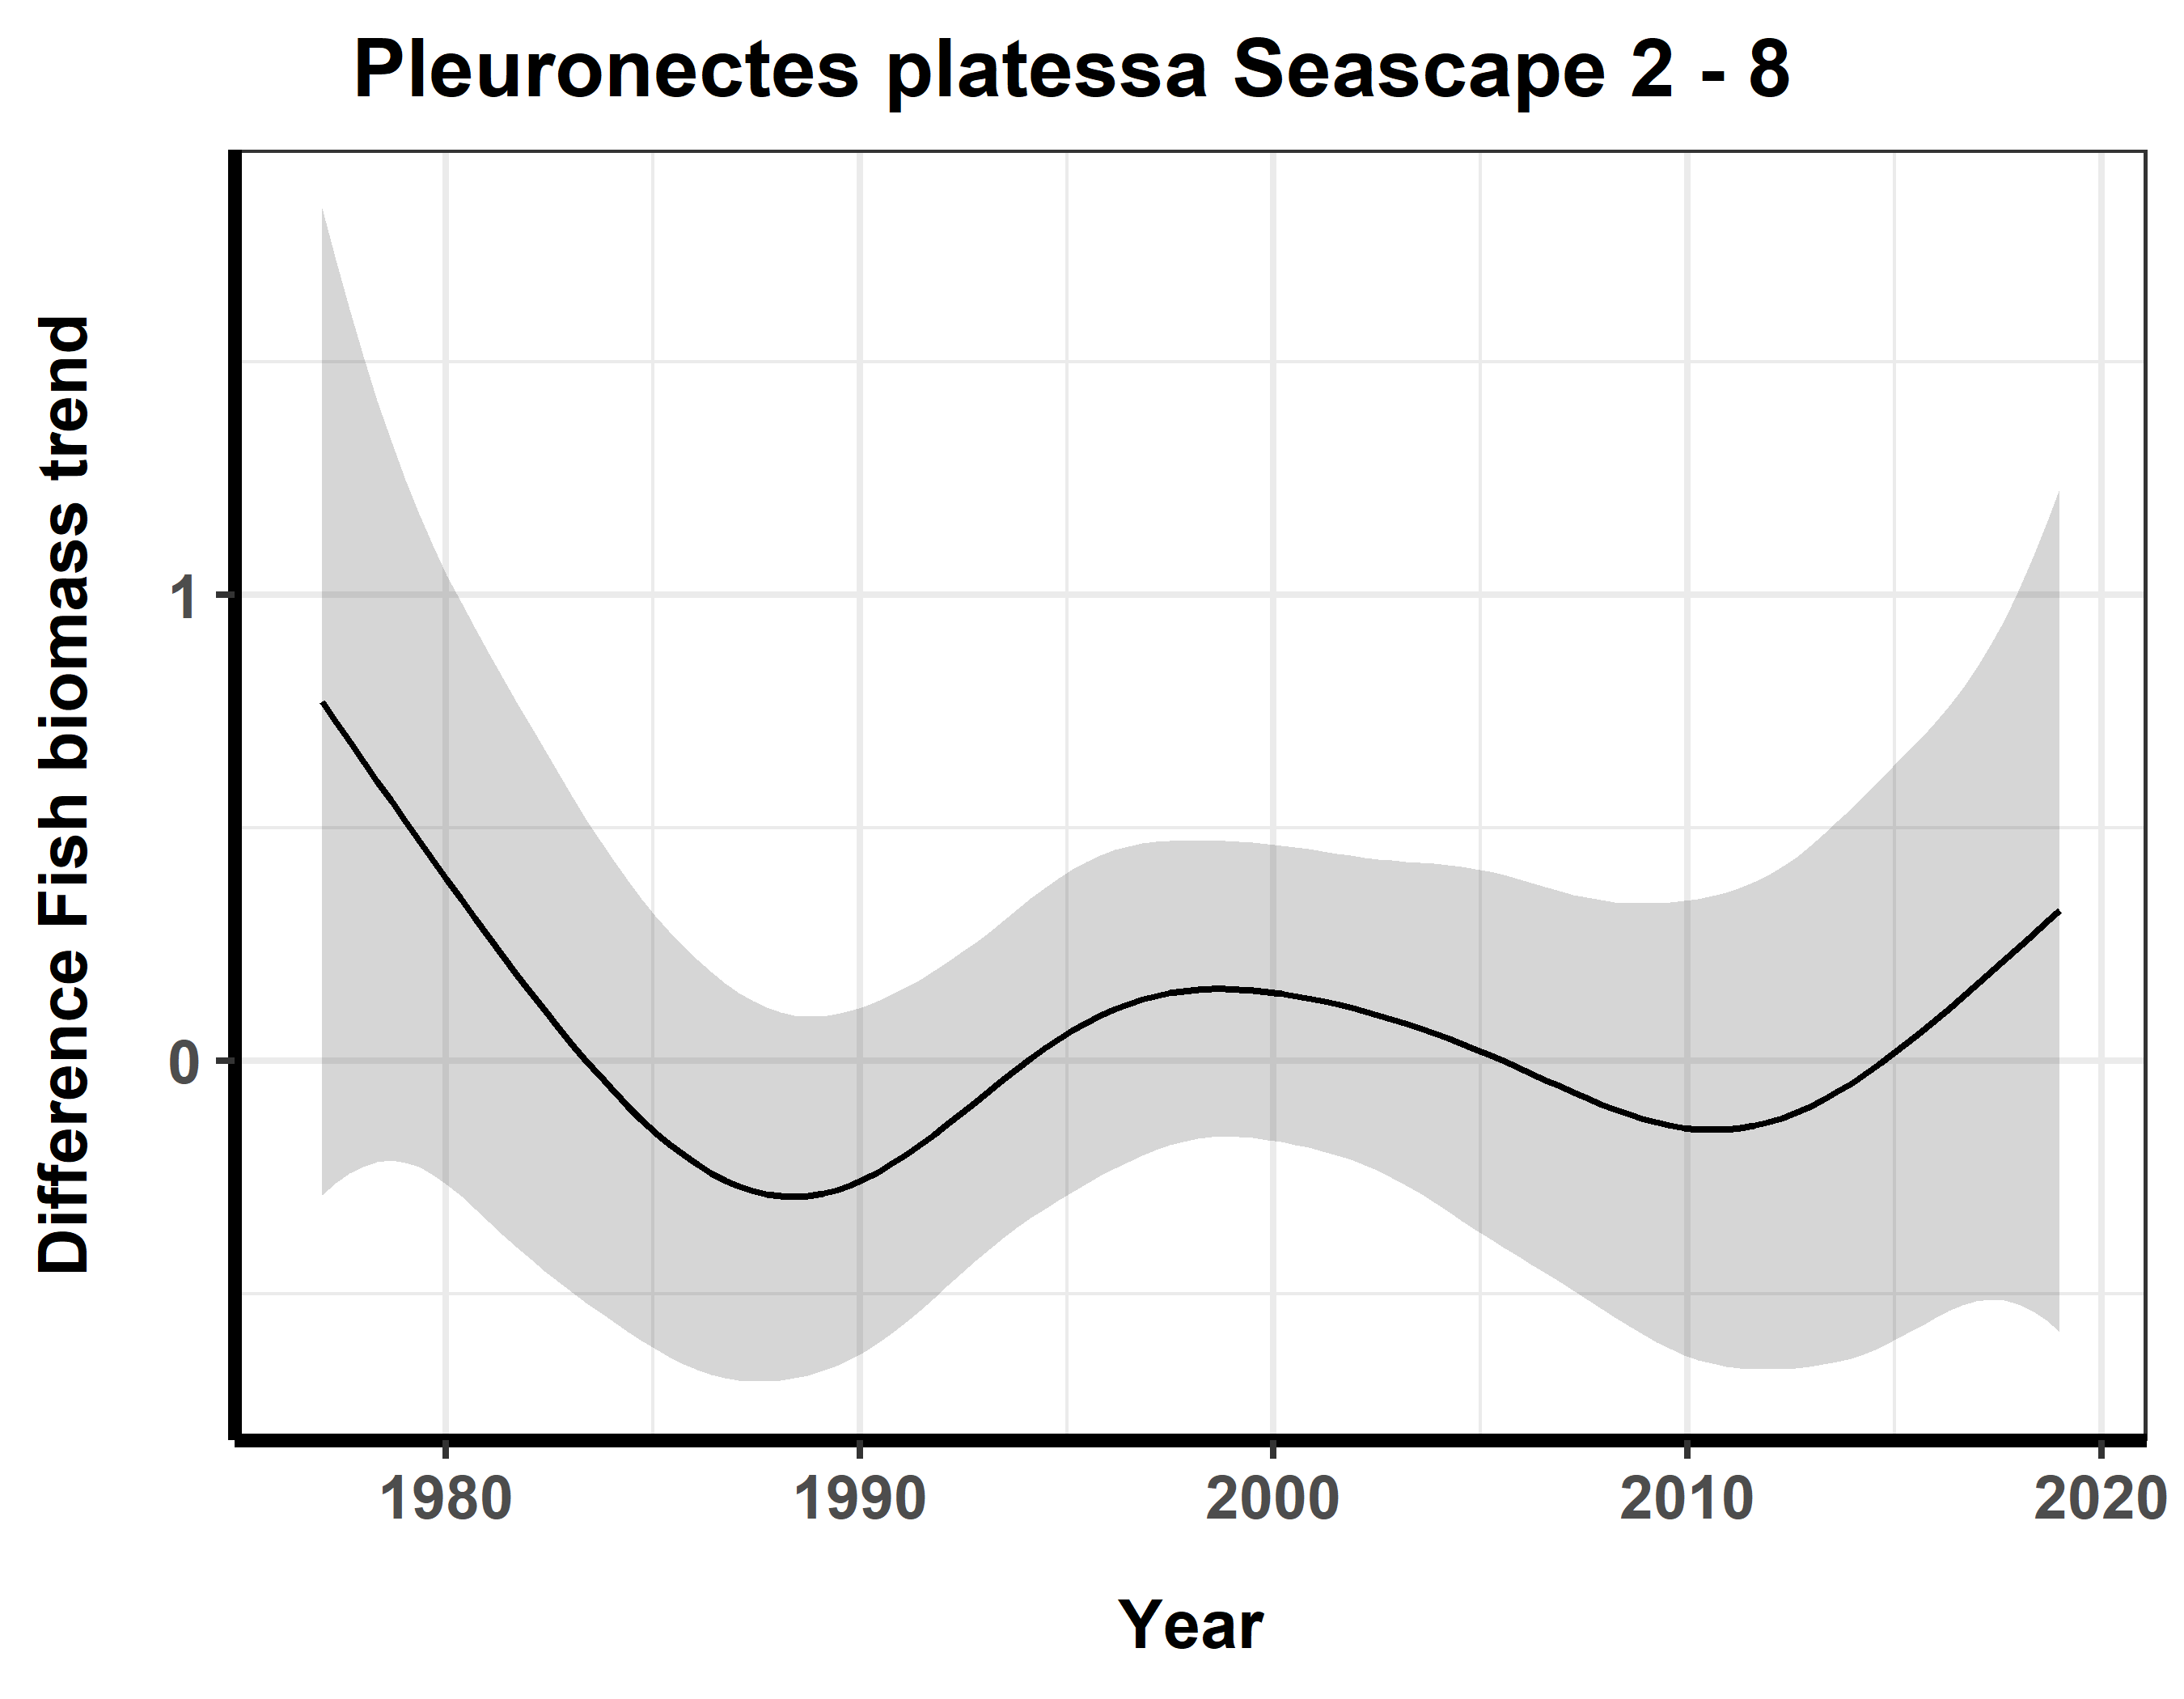 Pleuronectes platessa Seascape 2 - 8
Difference Fish biomass trend
1
0
1980
1990
2000
2010
2020
Year